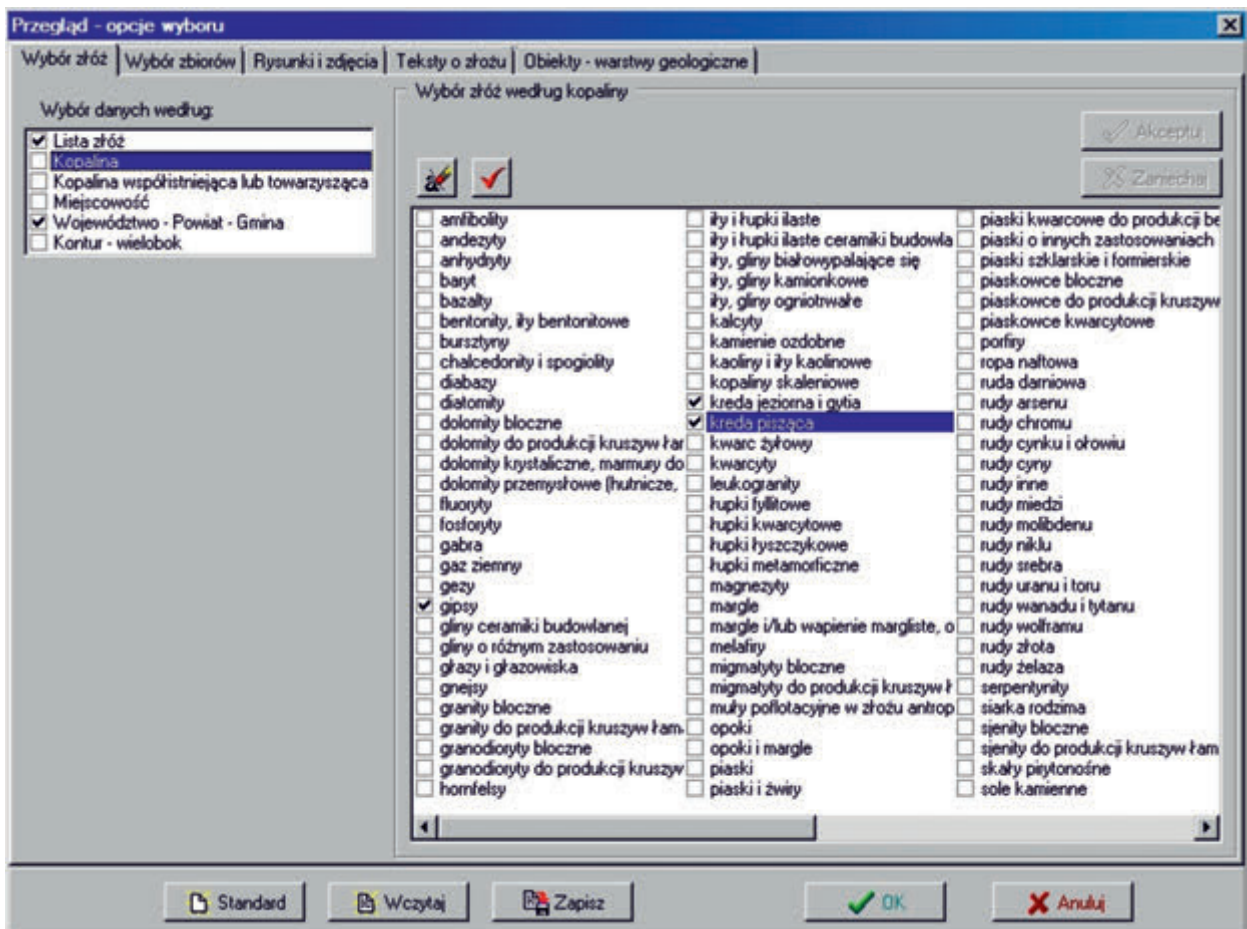 Przegląd - opcje wyboru
Wybór złóż
Wybór zbiorów
Rysunki i zdjęcia
Teksty o złożu
Obiekty - warstwy geologiczne
Wybór danych według:
Lista złóż
Kopalina
Kopalina współistniejąca lub towarzysząca
Miejscowość
Województwo - Powiat - Gmina
Kontur - wielobok
Wybór złóż według kopaliny
Akceptuj
Zaniechaj
amfibolity
andezyty
anhydryty
baryt
bazalty
bentonity, iły bentonitowe
bursztyny
chalcedonity i spogiolity
diabazy
diatomity
dolomity bloczne
dolomity do produkcji kruszyw łar
dolomity krystaliczne, marmury do
dolomity przemysłowe (hutnicze,
fluoryty
fosforyty
gabra
gaz ziemny
gezy
gipsy
gliny ceramiki budowlanej
gliny o różnym zastosowaniu
głazy i głazowiska
gnejsy
granity bloczne
granity do produkcji kruszyw łam.
granodioryty bloczne
granodioryty do produkcji kruszyw
hornfelsy
iły i łupki ilaste
iły i łupki ilaste ceramiki budowla
iły, gliny białowypalające się
iły, gliny kamionkowe
iły, gliny ogniotrwałe
kalcyty
kamienie ozdobne
kaoliny i iły kaolinowe
kopaliny skaleniowe
kreda jeziorna i gytia
kreda pisząca
kwarc żyłowy
kwarcyty
leukogranity
łupki fyllitowe
łupki kwarcytowe
łupki łyszczykowe
łupki metamorficzne
magnezyty
margle
margle i/lub wapienie margliste, o
melafiry
migmatyty bloczne
migmatyty do produkcji kruszyw ł
muły poflotacyjne w złożu antrop
opoki
opoki i margle
piaski
piaski i żwiry
piaski kwarcowe do produkcji be
piaski o innych zastosowaniach
piaski szklarskie i formierskie
piaskowce bloczne
piaskowce do produkcji kruszyw
piaskowce kwarcytowe
porfiry
ropa naftowa
ruda darniowa
rudy arsenu
rudy chromu
rudy cynku i ołowiu
rudy cyny
rudy inne
rudy miedzi
rudy molibdenu
rudy niklu
rudy srebra
rudy uranu i toru
rudy wanadu i tytanu
rudy wolframu
rudy złota
rudy żelaza
serpentynity
siarka rodzima
sjenity bloczne
sjenity do produkcji kruszyw łam
skały pirytonośne
sole kamienne
Standard
Wczytaj
Zapisz
OK
Anuluj